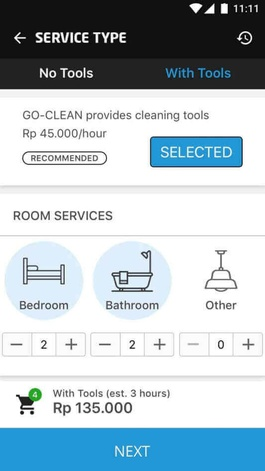 11:11
SERVICE TYPE
No Tools With Tools
GO-CLEAN provides cleaning tools
Rp 45.000/hour
RECOMMENDED
SELECTED
ROOM SERVICES
Bedroom Bathroom Other
— 2 + — 2 + — 0 +
4
With Tools (est. 3 hours)
Rp 135.000
NEXT